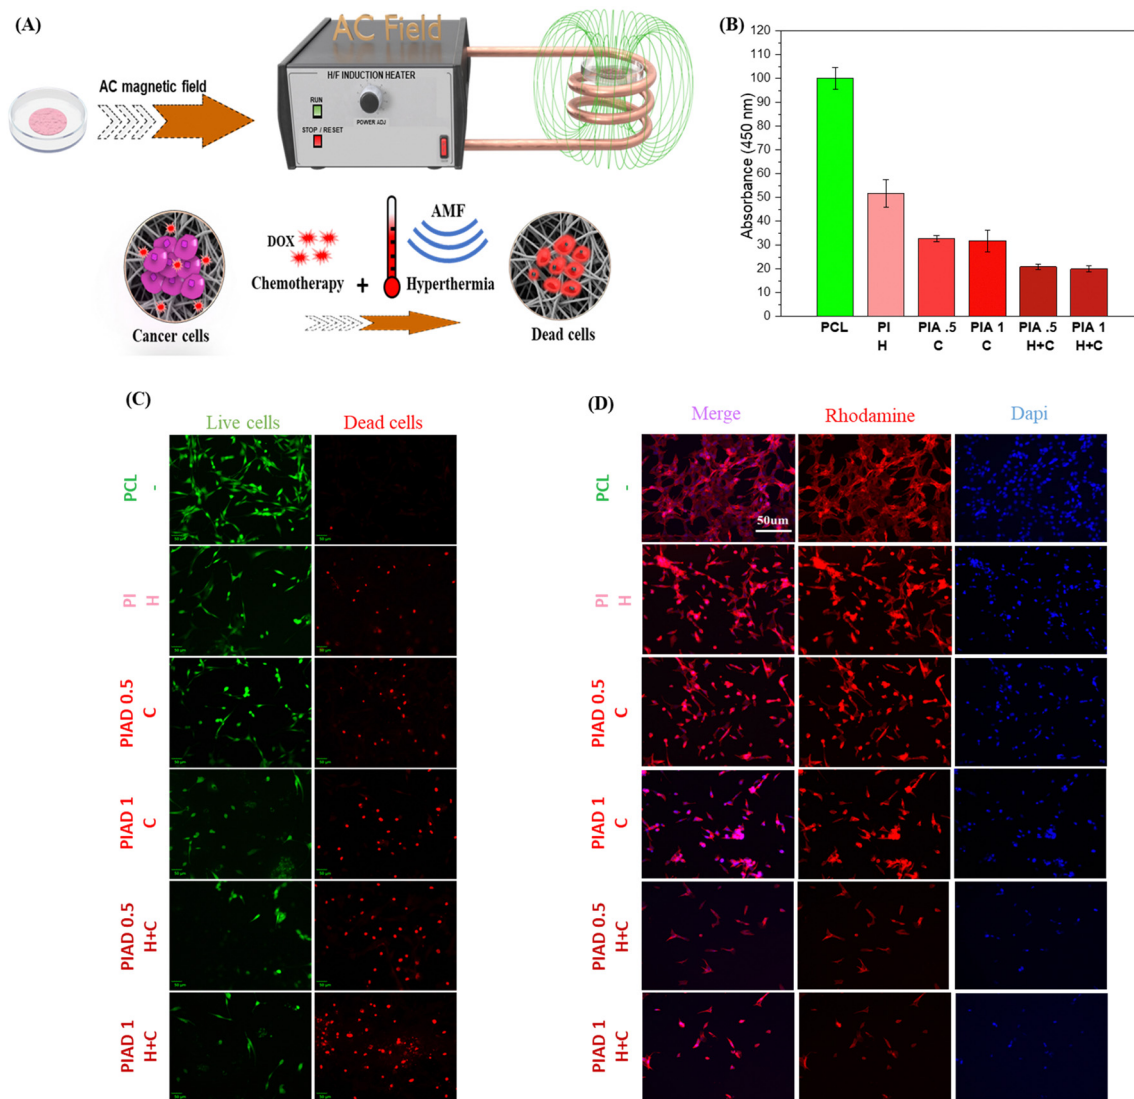 (A)
AC Field
AC magnetic field
H/F INDUCTION HEATER
RUN
POWER ADJ
STOP / RESET
DOX
AMF
Chemotherapy + Hyperthermia
Cancer cells
Dead cells
(B)
Absorbance (450 nm)
120
110
100
90
80
70
60
50
40
30
20
10
0
PCL PI PIA .5 PIA 1 PIA .5 PIA 1
H C C H+C H+C
(C)
Live cells Dead cells
PCL
-
PI
H
PIAD 0.5
C
PIAD 1
C
PIAD 0.5
H+C
PIAD 1
H+C
(D)
Merge Rhodamine Dapi
PCL
-
50um
PI
H
PIAD 0.5
C
PIAD 1
C
PIAD 0.5
H+C
PIAD 1
H+C